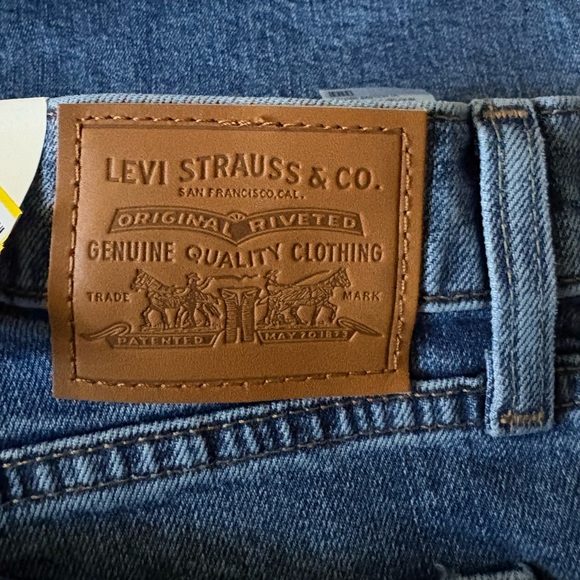 LEVI STRAUSS & CO.
SAN FRANCISCO, CAL.
ORIGINAL RIVETED
GENUINE QUALITY CLOTHING
TRADE MARK
PATENTED MAY 20 1873